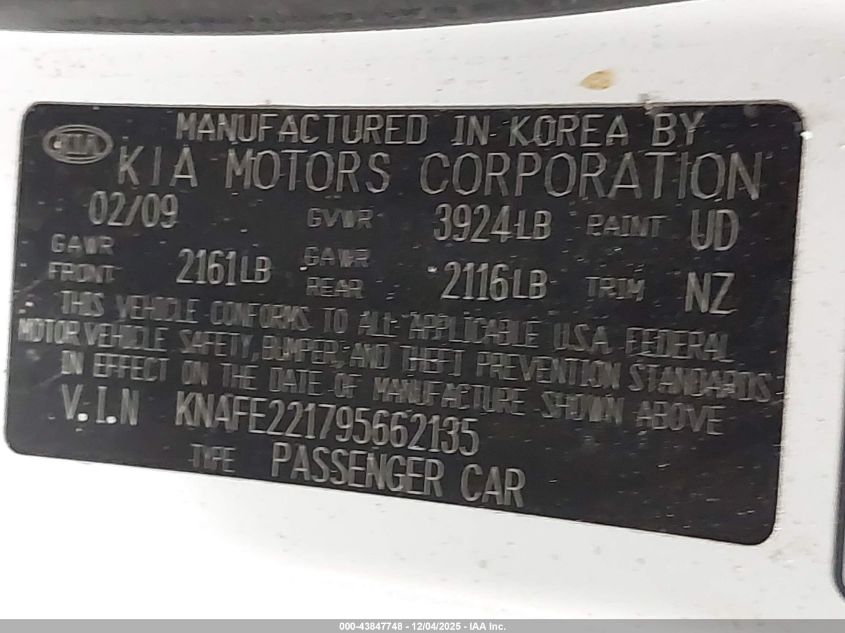 MANUFACTURED IN KOREA BY
KIA
KIA MOTORS CORPORATION
02/09 GVWR 3924LB PAINT UD
GAWR FRONT 2161LB GAWR REAR 2116LB TRIM NZ
THIS VEHICLE CONFORMS TO ALL APPLICABLE U.S.A. FEDERAL
MOTOR VEHICLE SAFETY, BUMPER, AND THEFT PREVENTION STANDARDS
IN EFFECT ON THE DATE OF MANUFACTURE SHOWN ABOVE
V.I.N KNAFE221795662135
TYPE PASSENGER CAR
000-43847748 - 12/04/2025 - IAA Inc.